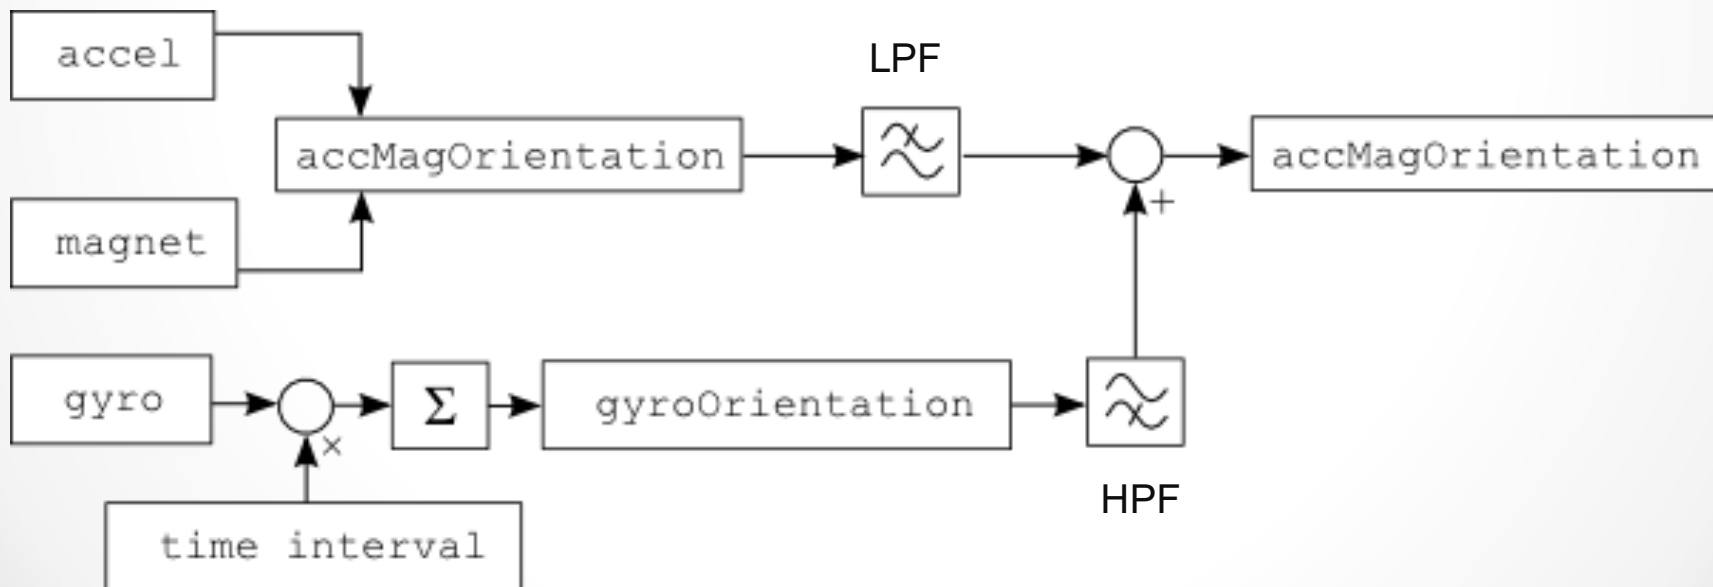 accel
LPF
accMagOrientation
accMagOrientation
+
magnet
gyro
×
Σ
gyroOrientation
HPF
time interval